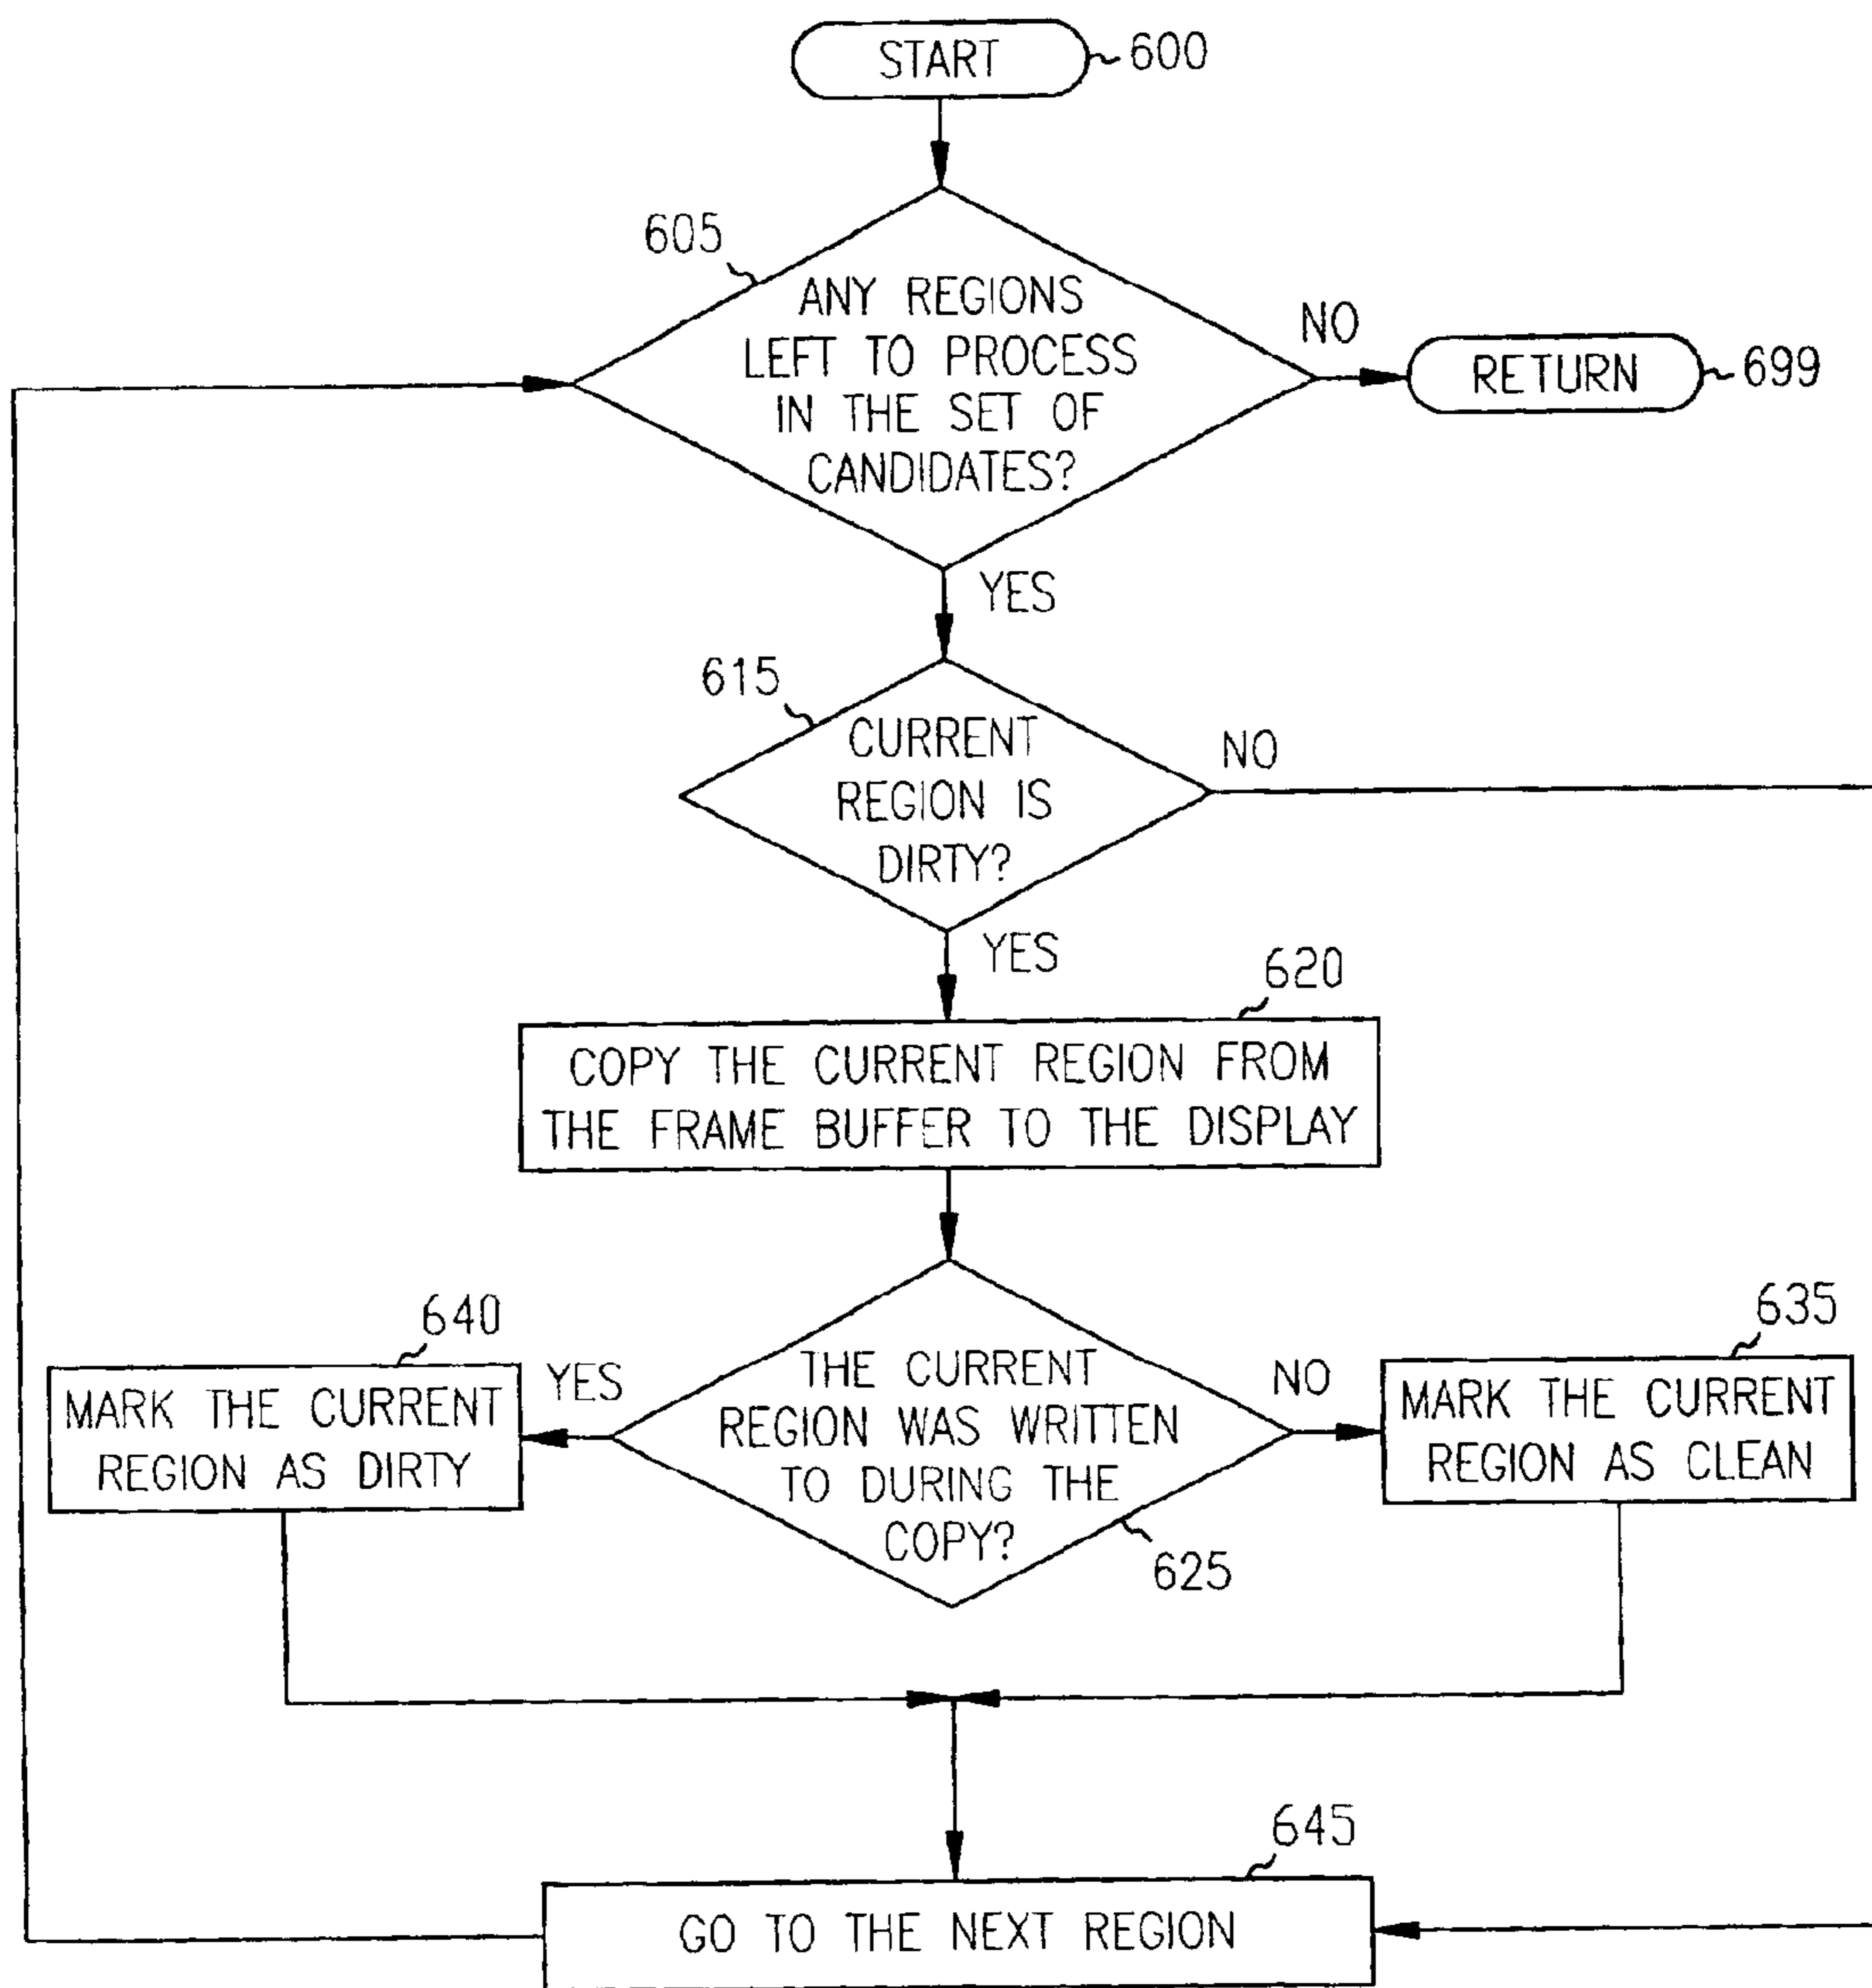 START
600
605
ANY REGIONS
LEFT TO PROCESS
IN THE SET OF
CANDIDATES?
NO
RETURN
699
YES
615
CURRENT
REGION IS
DIRTY?
NO
YES
620
COPY THE CURRENT REGION FROM
THE FRAME BUFFER TO THE DISPLAY
640
MARK THE CURRENT
REGION AS DIRTY
YES
THE CURRENT
REGION WAS WRITTEN
TO DURING THE
COPY?
625
NO
635
MARK THE CURRENT
REGION AS CLEAN
645
GO TO THE NEXT REGION